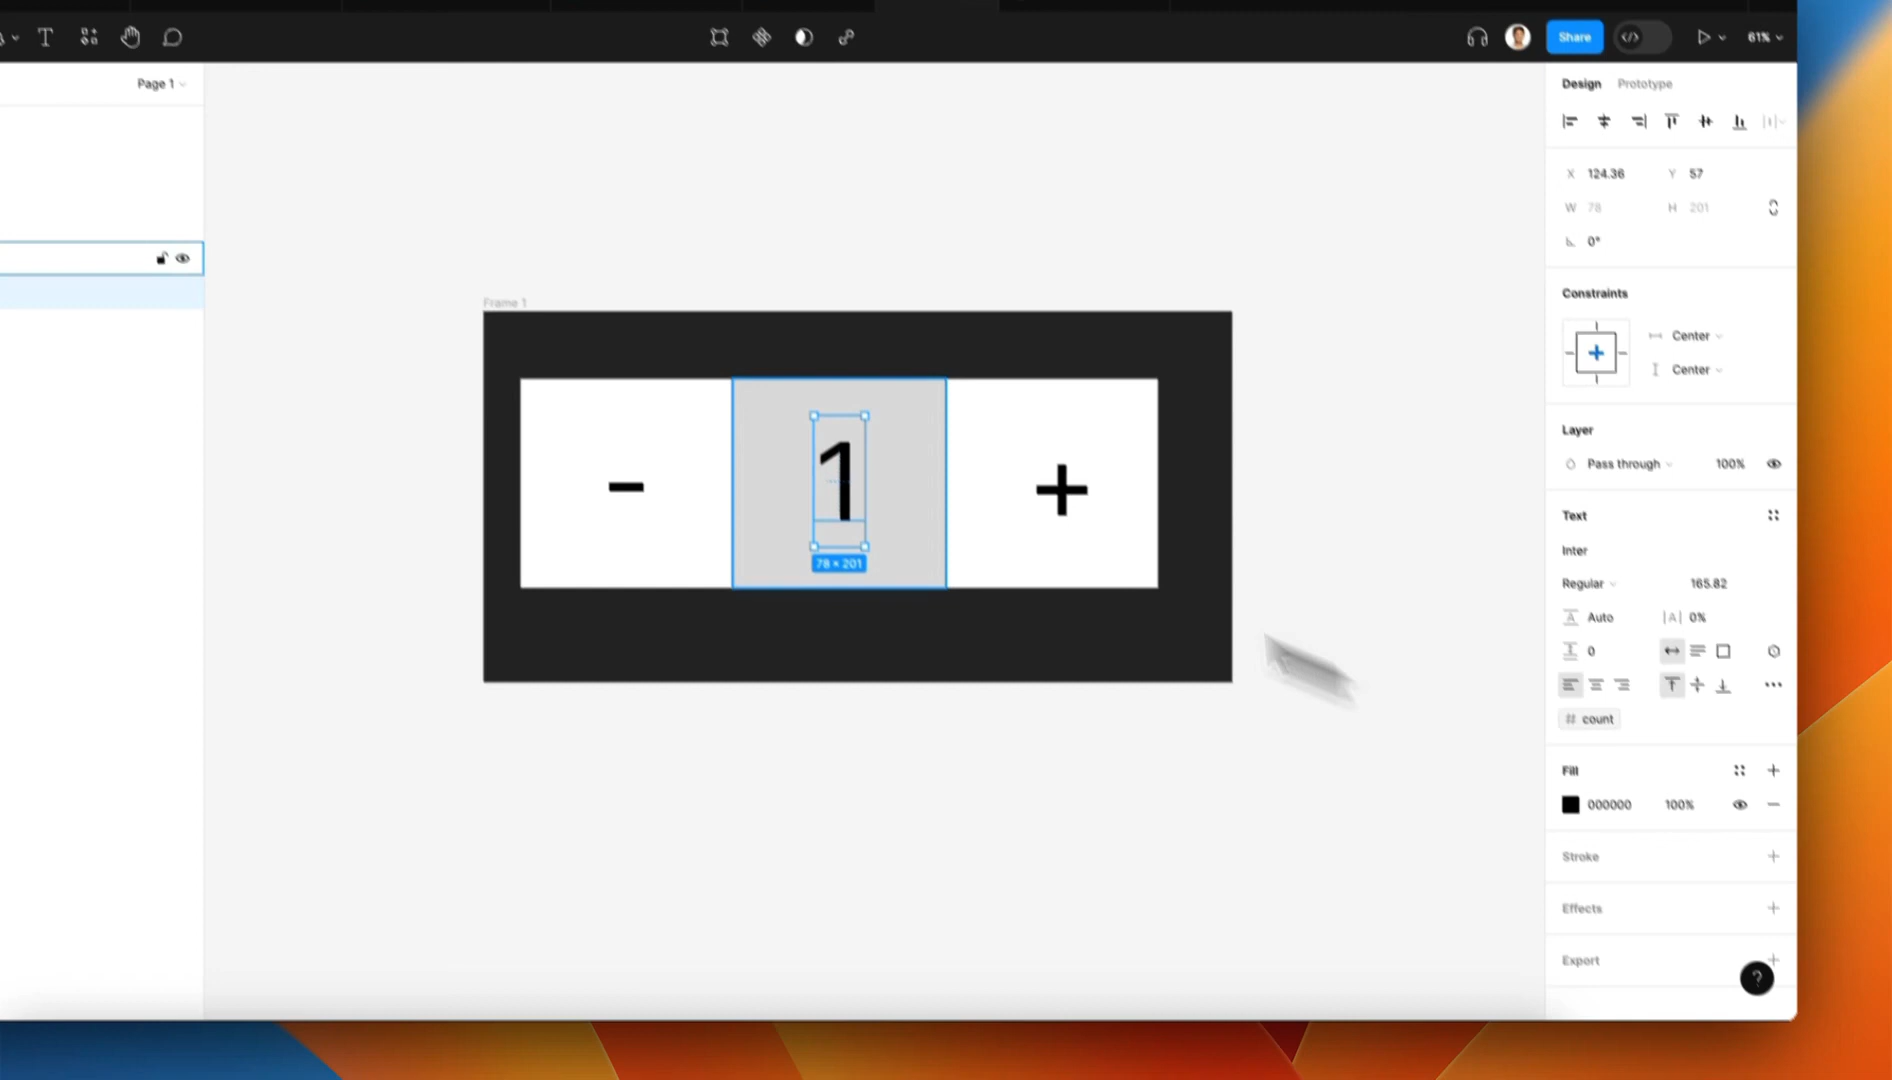 Share
61%
Page 1
Design Prototype
X 124.36 Y 57
W 78 H 201
0°
Constraints
Center
Center
Layer
Pass through 100%
Text
Inter
Regular 165.82
Auto |A| 0%
0
# count
Fill
000000 100%
Stroke
Effects
Export
?
Frame 1
- 1 +
78 × 201